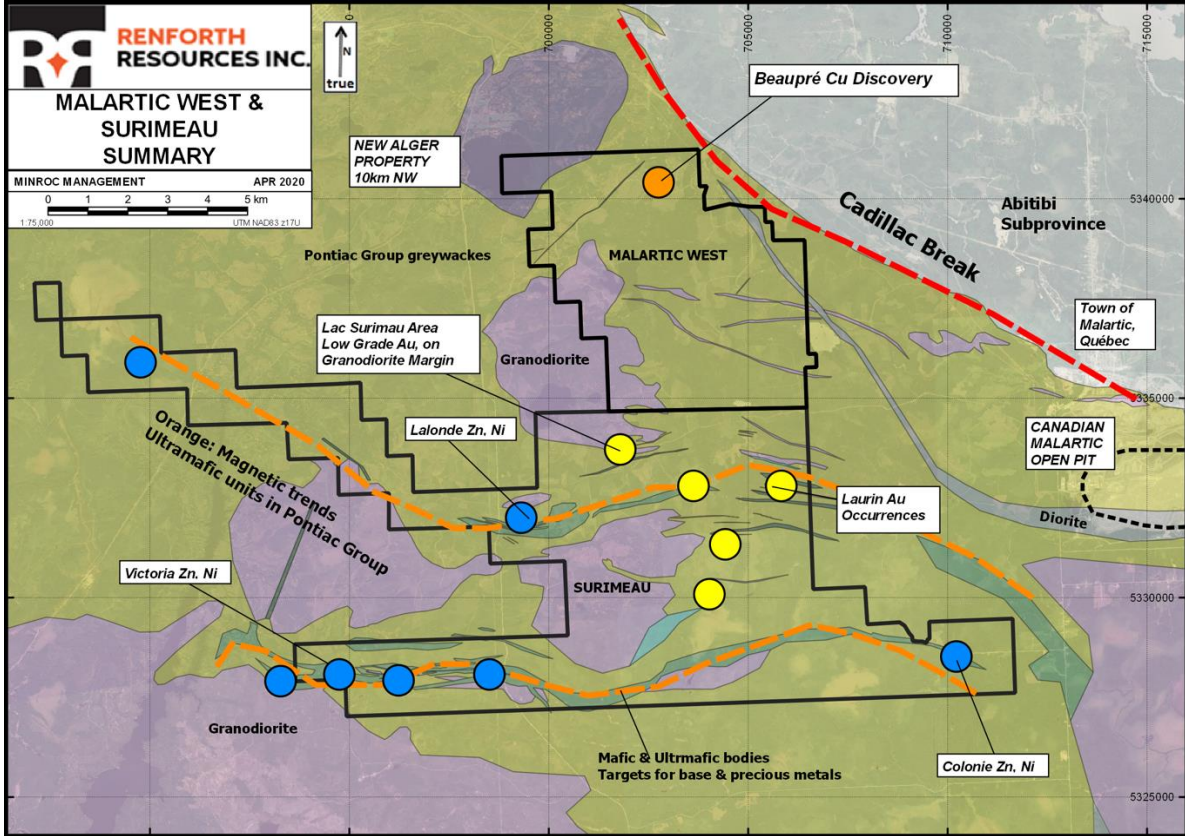 RENFORTH
RESOURCES INC.
MALARTIC WEST &
SURIMEAU
SUMMARY
MINROC MANAGEMENT APR 2020
0 1 2 3 4 5 km
1:75,000 UTM NAD83 z17U
N
true
0
700000
705000
710000
715000
Beaupré Cu Discovery
NEW ALGER
PROPERTY
10km NW
5340000
Cadillac Break
Abitibi
Subprovince
Pontiac Group greywackes
MALARTIC WEST
Town of
Malartic,
Québec
Lac Surimau Area
Low Grade Au, on
Granodiorite Margin
Granodiorite
5335000
Orange: Magnetic trends
Ultramafic units in Pontiac Group
Lalonde Zn, Ni
CANADIAN
MALARTIC
OPEN PIT
Laurin Au
Occurrences
Diorite
Victoria Zn. Ni
SURIMEAU
5330000
Granodiorite
Mafic & Ultrmafic bodies
Targets for base & precious metals
Colonie Zn, Ni
5325000